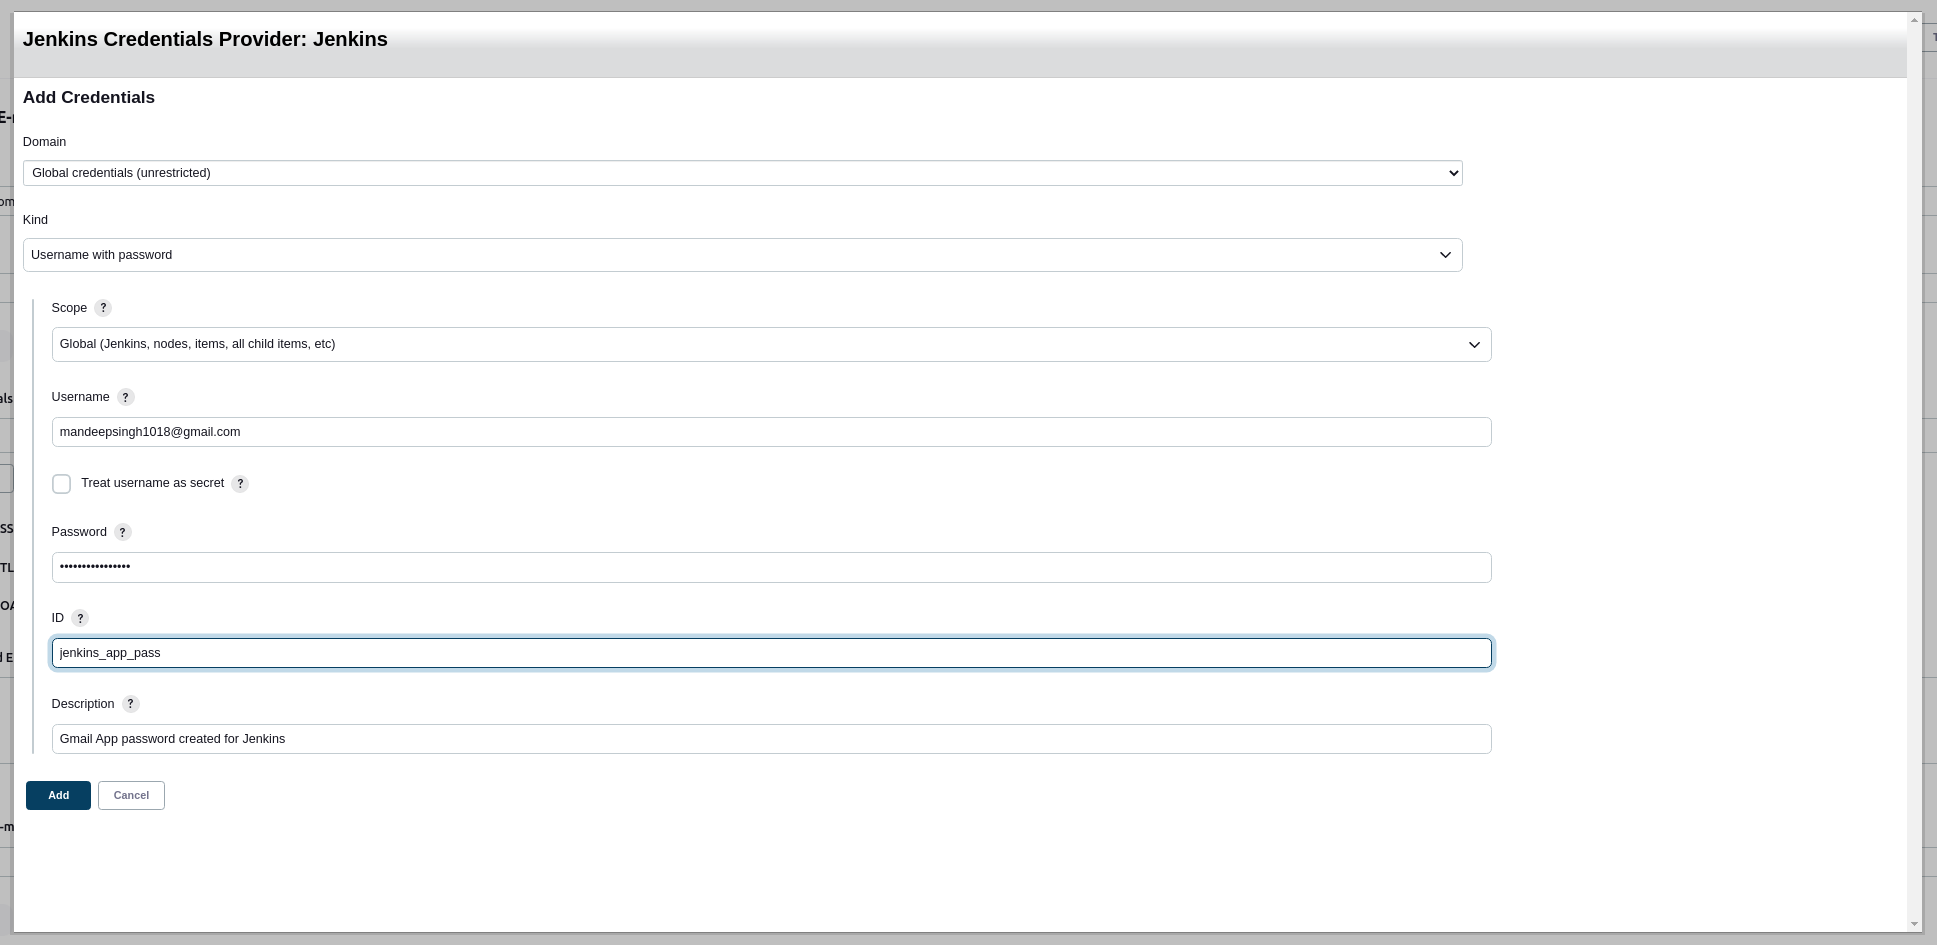 Jenkins Credentials Provider: Jenkins
Add Credentials
Domain
Global credentials (unrestricted)
Kind
Username with password
Scope ?
Global (Jenkins, nodes, items, all child items, etc)
Username ?
mandeepsingh1018@gmail.com
Treat username as secret ?
Password ?
••••••••••••••••
ID ?
jenkins_app_pass
Description ?
Gmail App password created for Jenkins
Add Cancel